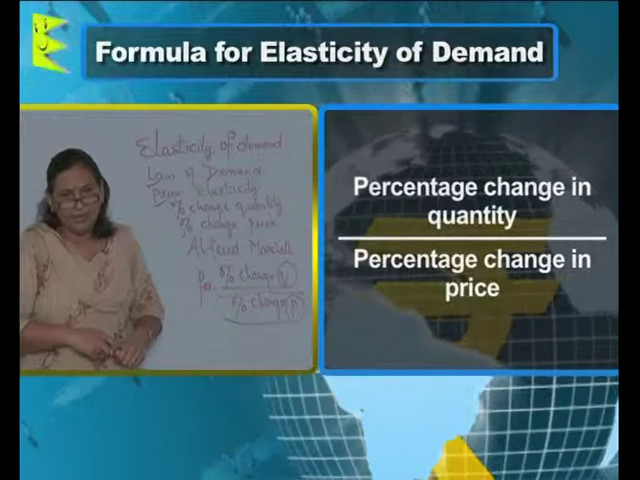 Formula for Elasticity of Demand
Elasticity of demand
Law of Demand
Price Elasticity
% change quantity
% change price
Alfred Marshall
% change (q)
% change (p)
Percentage change in
quantity
Percentage change in
price